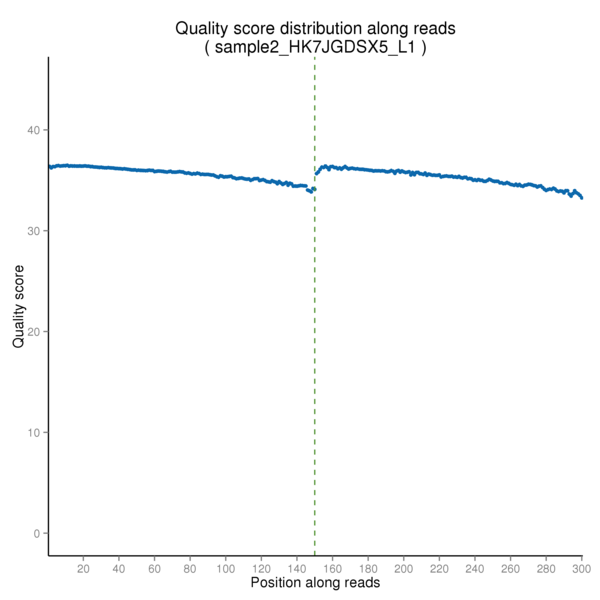 Quality score distribution along reads
( sample2_HK7JGDSX5_L1 )
Quality score
40
30
20
10
0
20 40 60 80 100 120 140 160 180 200 220 240 260 280 300
Position along reads